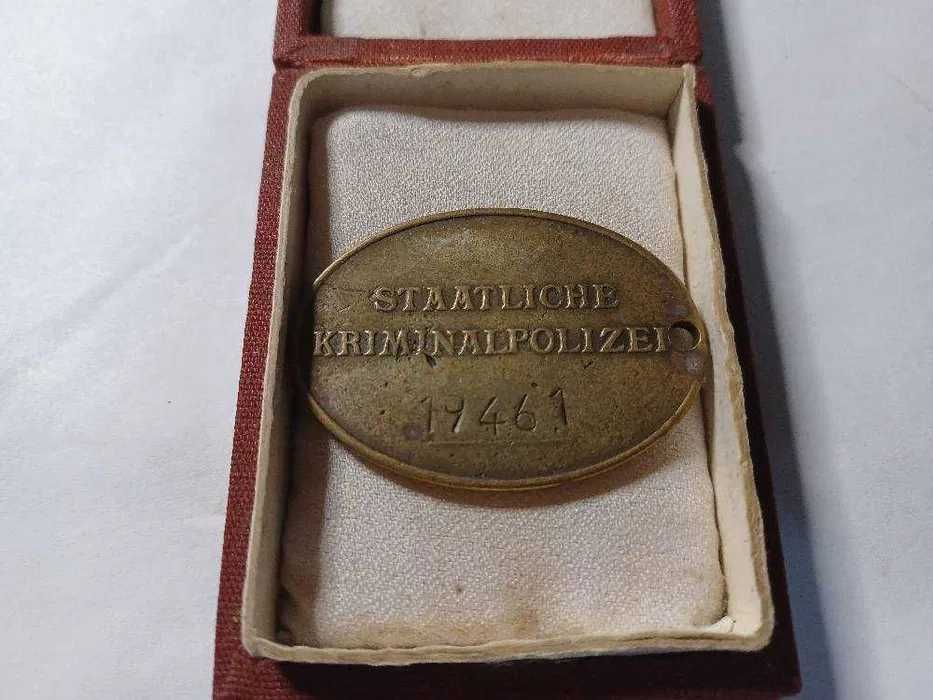 STAATLICHE
KRIMINALPOLIZEI
19461